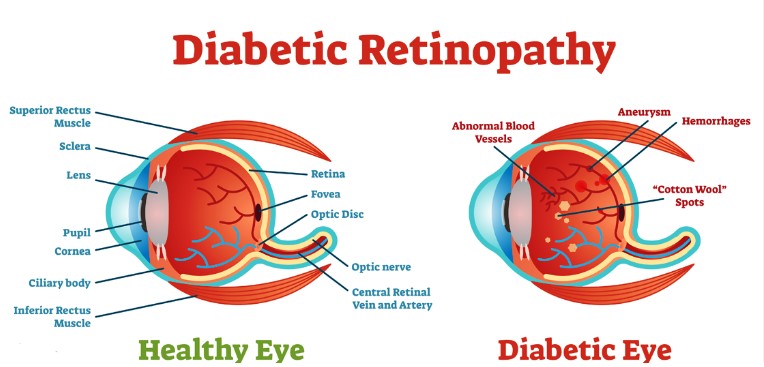 Diabetic Retinopathy
Superior Rectus
Muscle
Sclera
Lens
Pupil
Cornea
Ciliary body
Inferior Rectus
Muscle
Retina
Fovea
Optic Disc
Optic nerve
Central Retinal
Vein and Artery
Healthy Eye
Abnormal Blood
Vessels
Aneurysm
Hemorrhages
“Cotton Wool”
Spots
Diabetic Eye